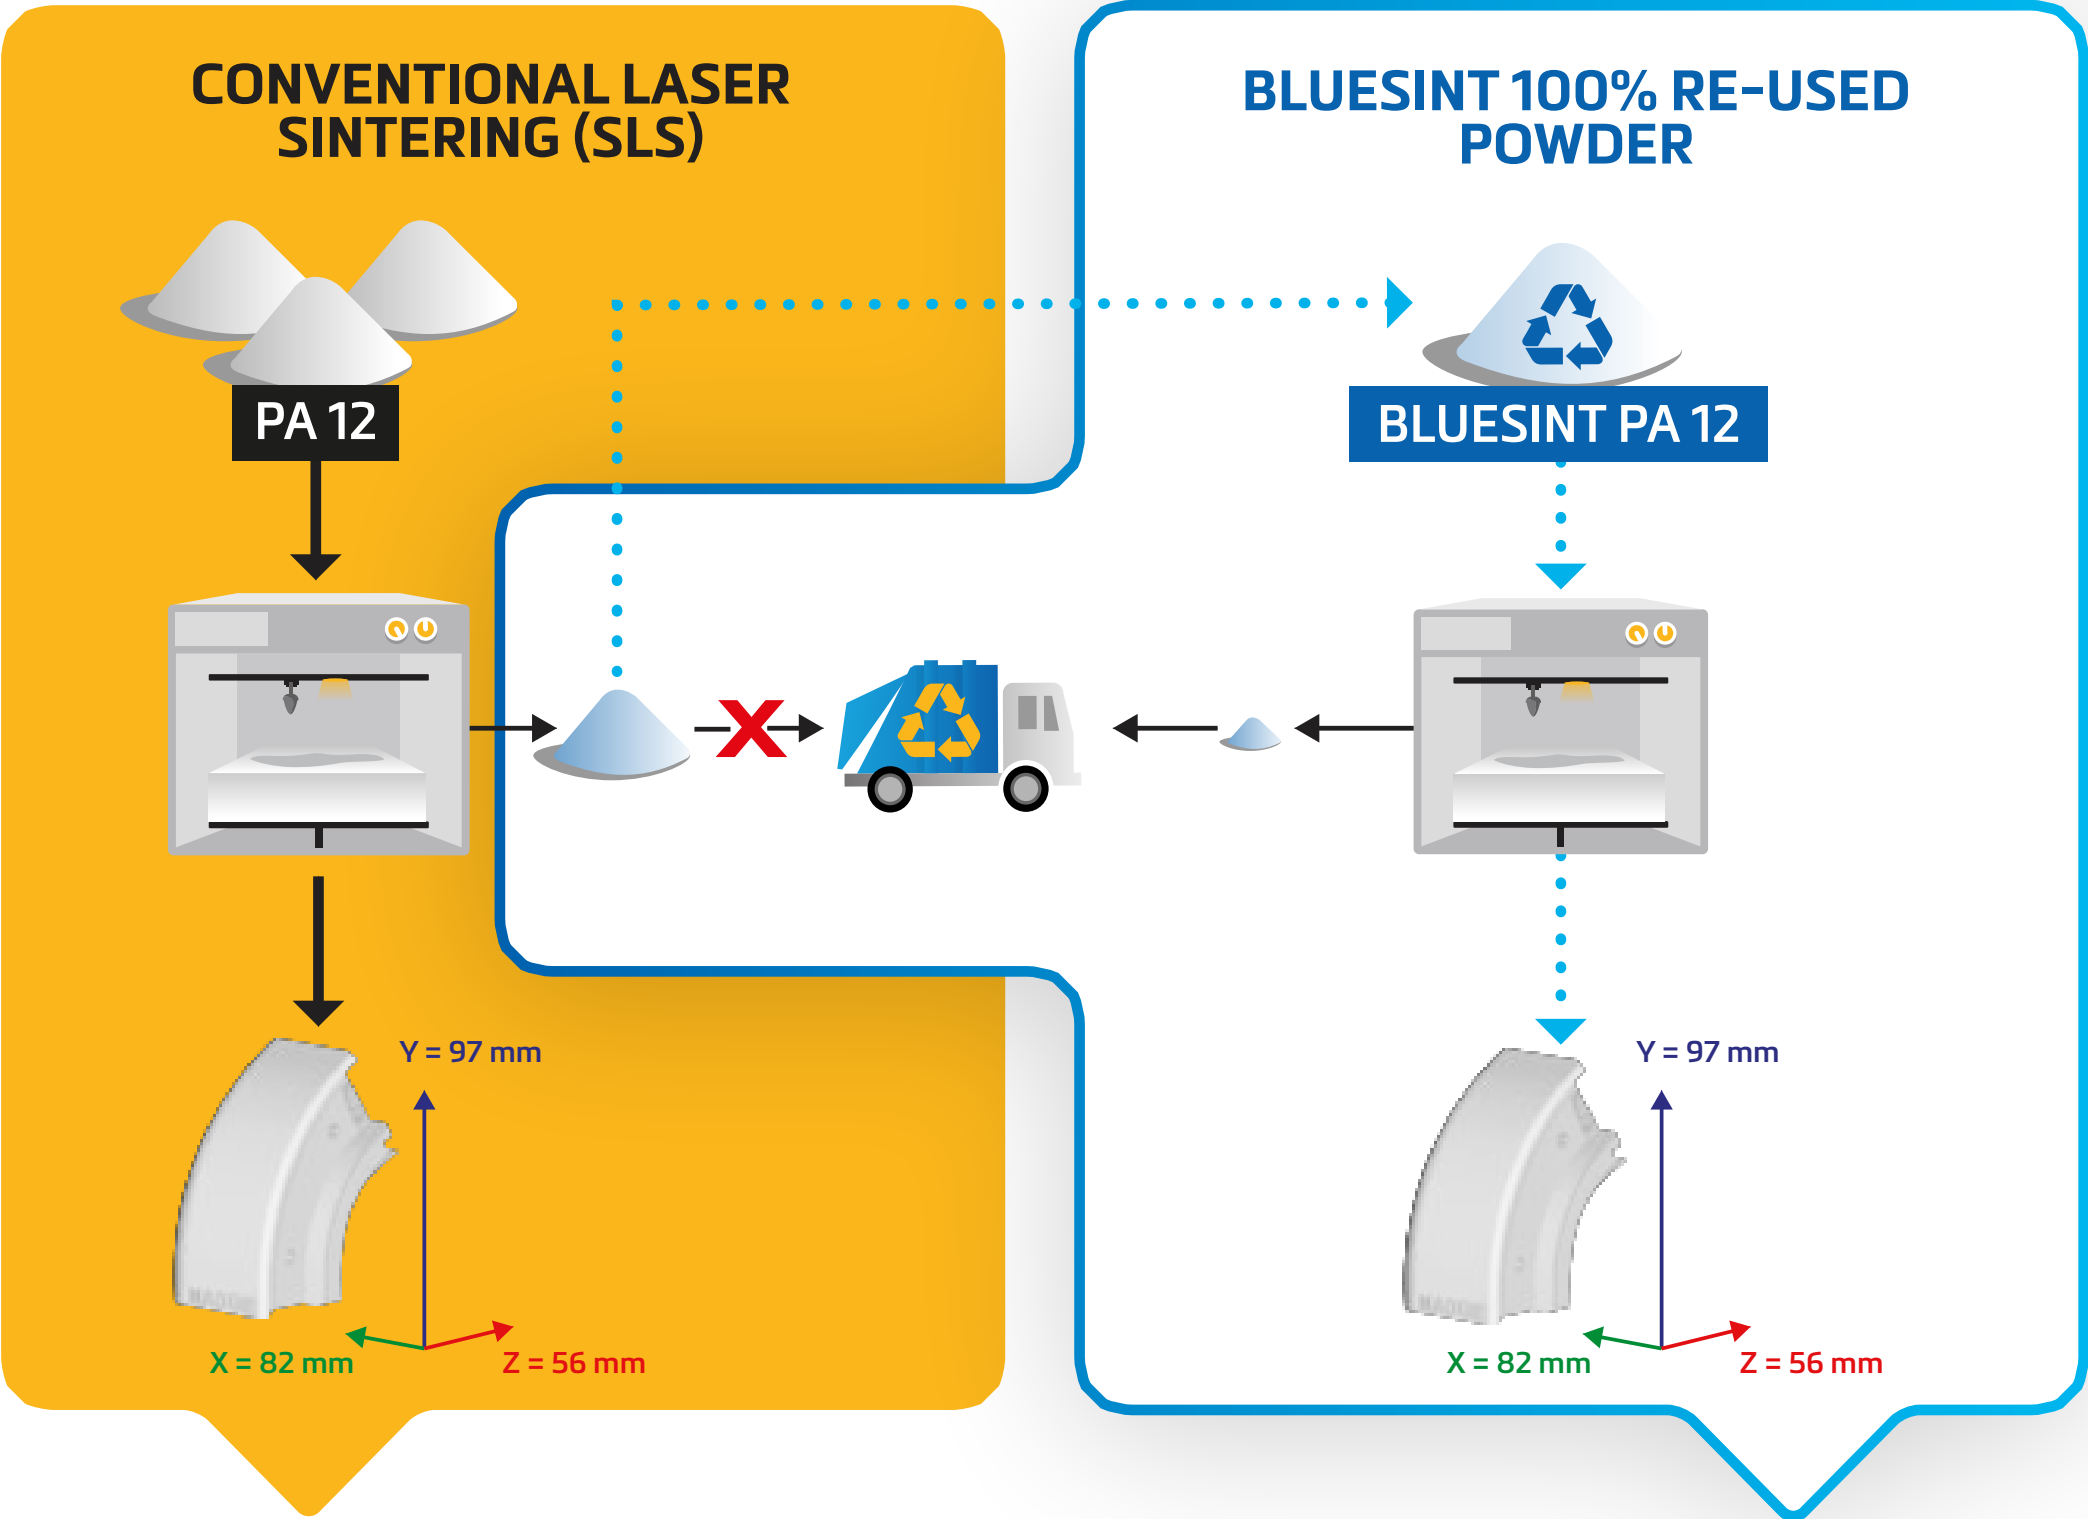 CONVENTIONAL LASER
SINTERING (SLS)
PA 12
Y = 97 mm
X = 82 mm
Z = 56 mm
BLUESINT 100% RE-USED
POWDER
BLUESINT PA 12
Y = 97 mm
X = 82 mm
Z = 56 mm